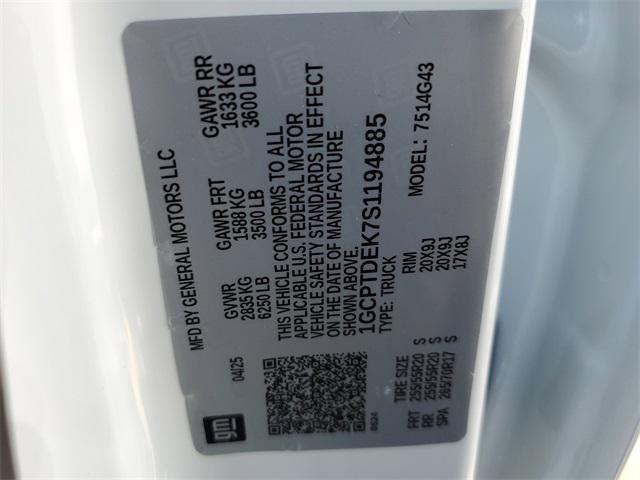 MFD BY GENERAL MOTORS LLC
04/25
GVWR
2835 KG
6250 LB
GAWR FRT
1588 KG
3500 LB
GAWR RR
1633 KG
3600 LB
THIS VEHICLE CONFORMS TO ALL
APPLICABLE U.S. FEDERAL MOTOR
VEHICLE SAFETY STANDARDS IN EFFECT
ON THE DATE OF MANUFACTURE
SHOWN ABOVE.
1GCPTDEK7S1194885
TYPE: TRUCK
7514G43
TIRE SIZE RIM
FRT 255/55R20 S 20X9J
RR 255/55R20 S 20X9J
SPA 265/70R17 S 17X8J
gm